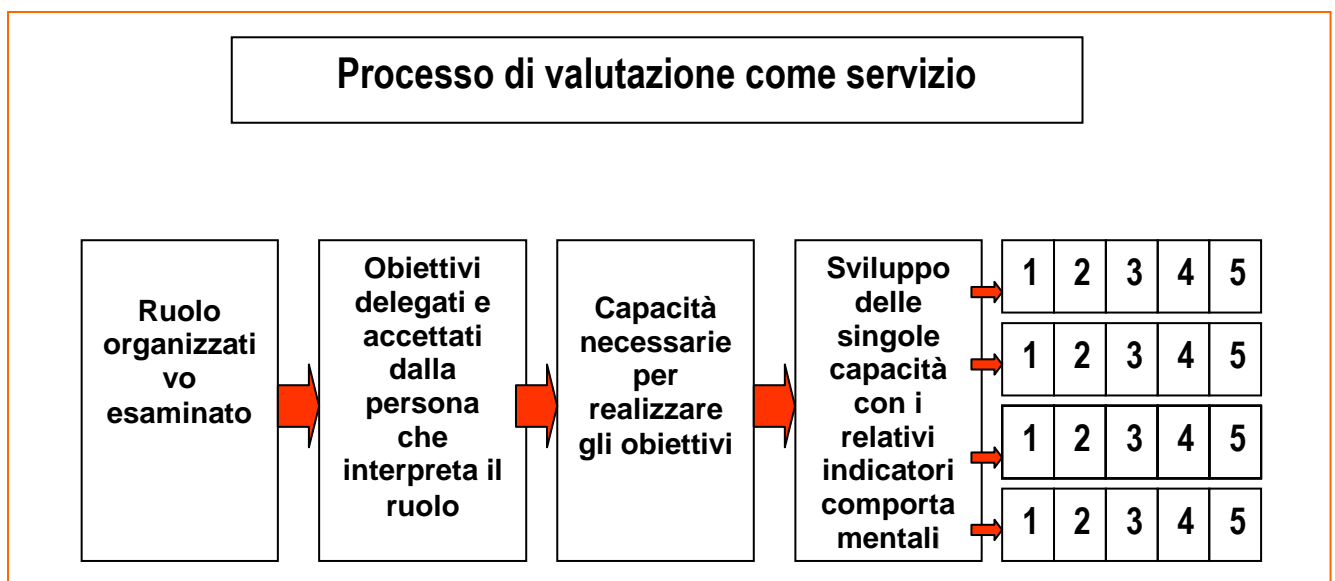 Processo di valutazione come servizio
Ruolo
organizzati
vo
esaminato
Obiettivi
delegati e
accettati
dalla
persona
che
interpreta il
ruolo
Capacità
necessarie
per
realizzare
gli obiettivi
Sviluppo
delle
singole
capacità
con i
relativi
indicatori
comporta
mentali
1 2 3 4 5
1 2 3 4 5
1 2 3 4 5
1 2 3 4 5